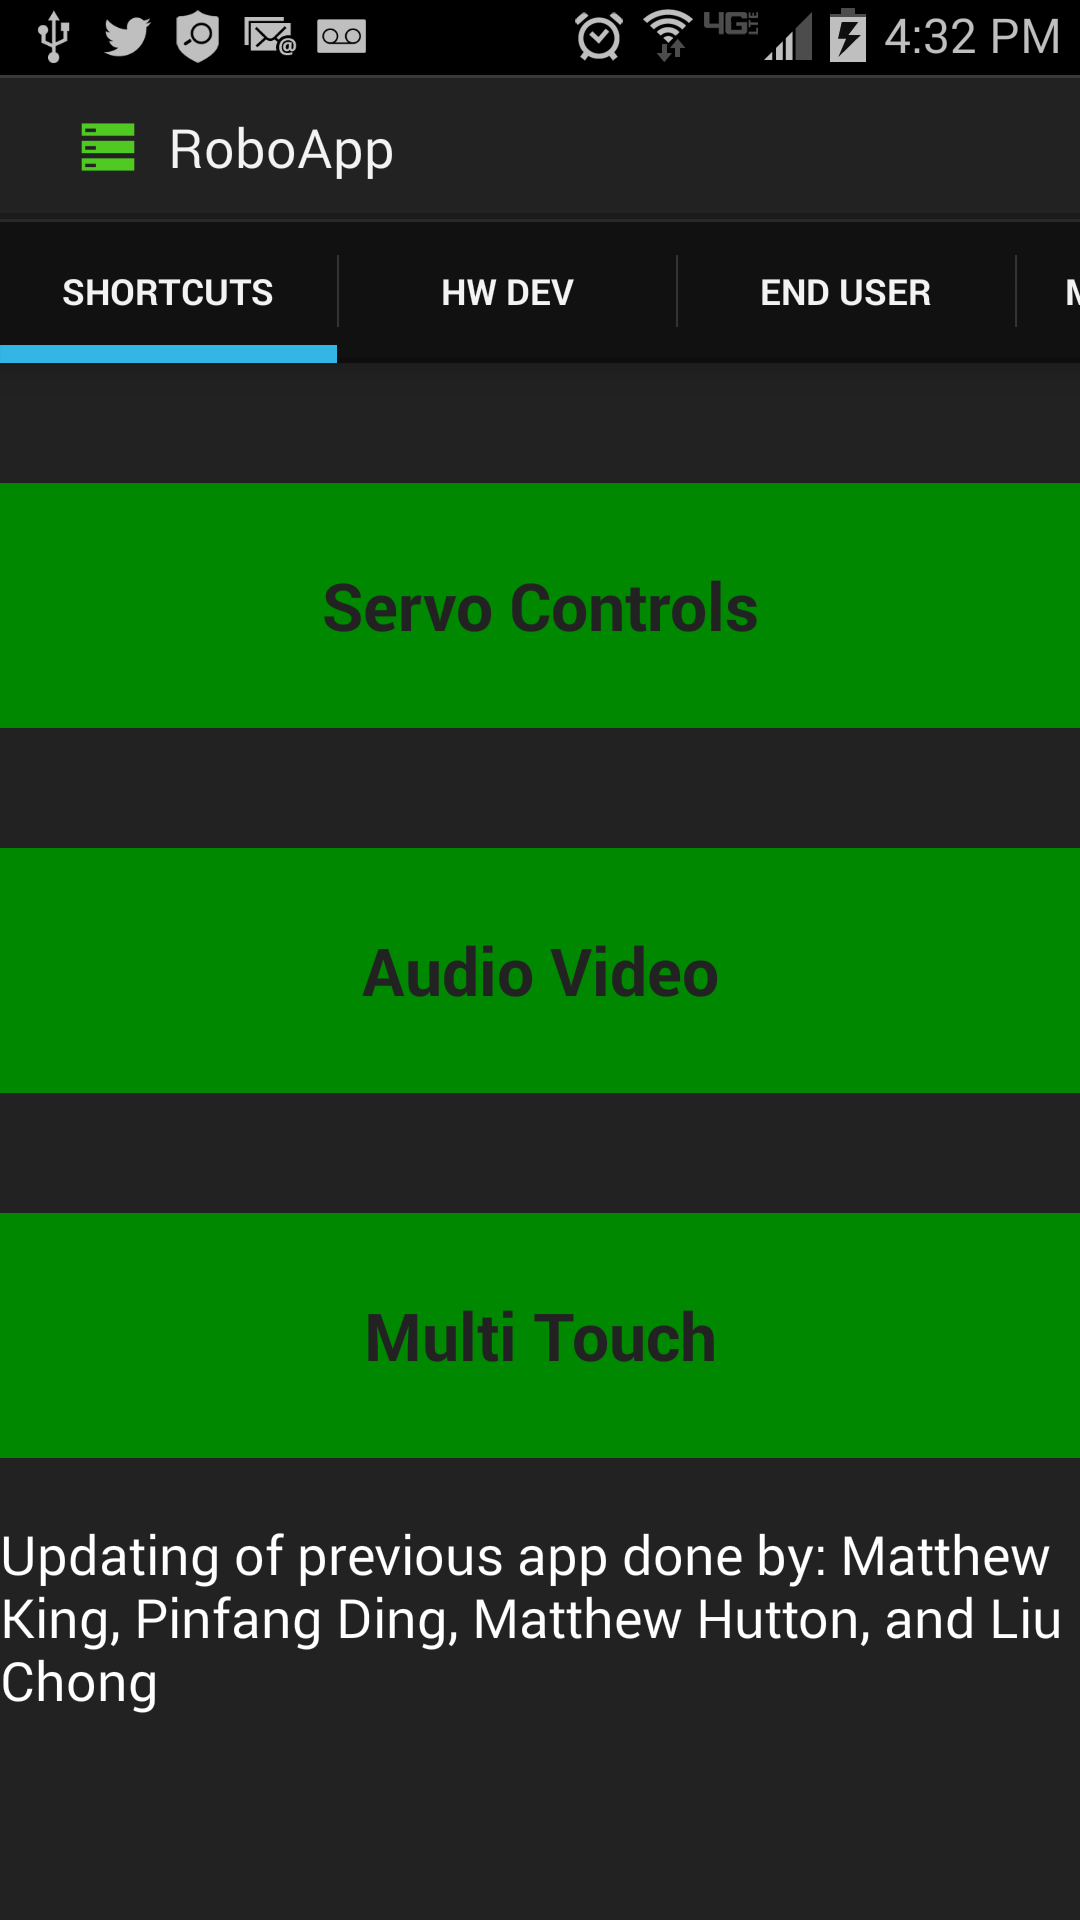 4G LTE 4:32 PM
RoboApp
SHORTCUTS HW DEV END USER
Servo Controls
Audio Video
Multi Touch
Updating of previous app done by: Matthew
King, Pinfang Ding, Matthew Hutton, and Liu
Chong